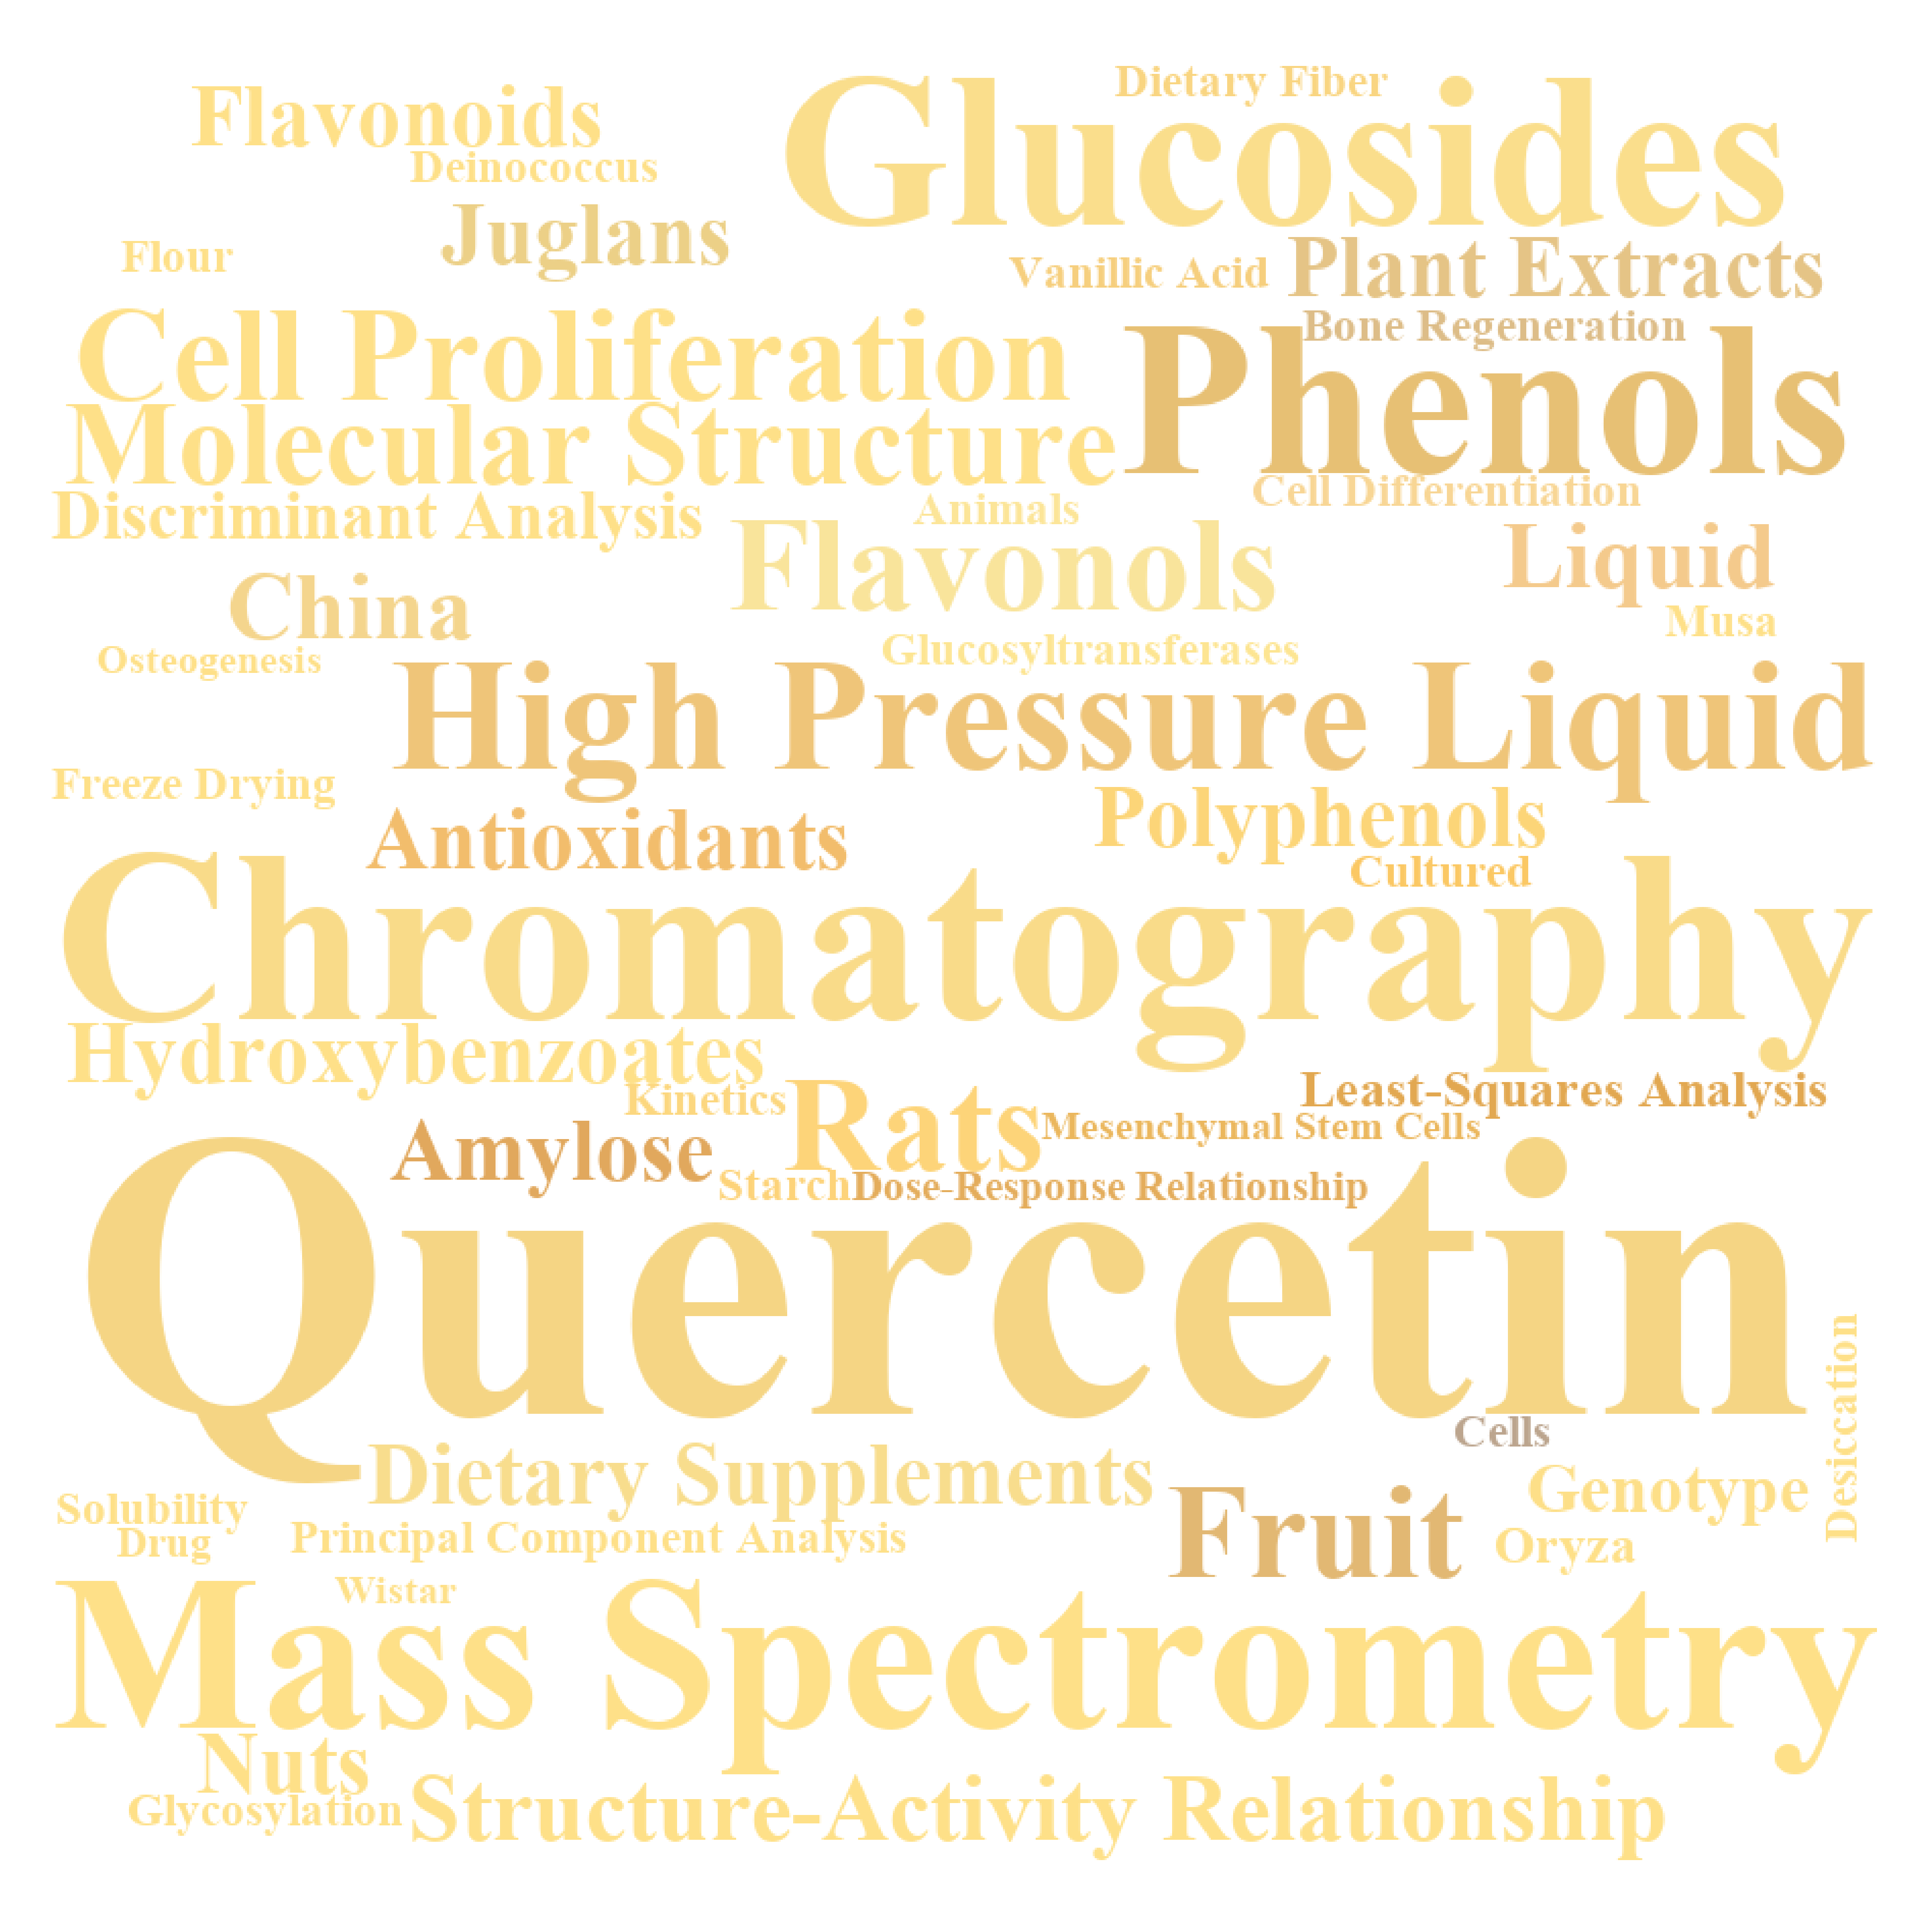 Glucosides
Dietary Fiber
Flavonoids
Deinococcus
Juglans
Flour
Vanillic Acid
Plant Extracts
Bone Regeneration
Cell Proliferation
Phenols
Molecular Structure
Cell Differentiation
Discriminant Analysis
Animals
Flavonols
Liquid
China
Musa
Osteogenesis
Glucosyltransferases
High Pressure Liquid
Freeze Drying
Antioxidants
Polyphenols
Cultured
Chromatography
Hydroxybenzoates
Kinetics
Rats
Least-Squares Analysis
Mesenchymal Stem Cells
Amylose
Starch
Dose-Response Relationship
Quercetin
Desiccation
Cells
Dietary Supplements
Fruit
Genotype
Solubility
Drug
Principal Component Analysis
Oryza
Wistar
Mass Spectrometry
Nuts
Glycosylation
Structure-Activity Relationship